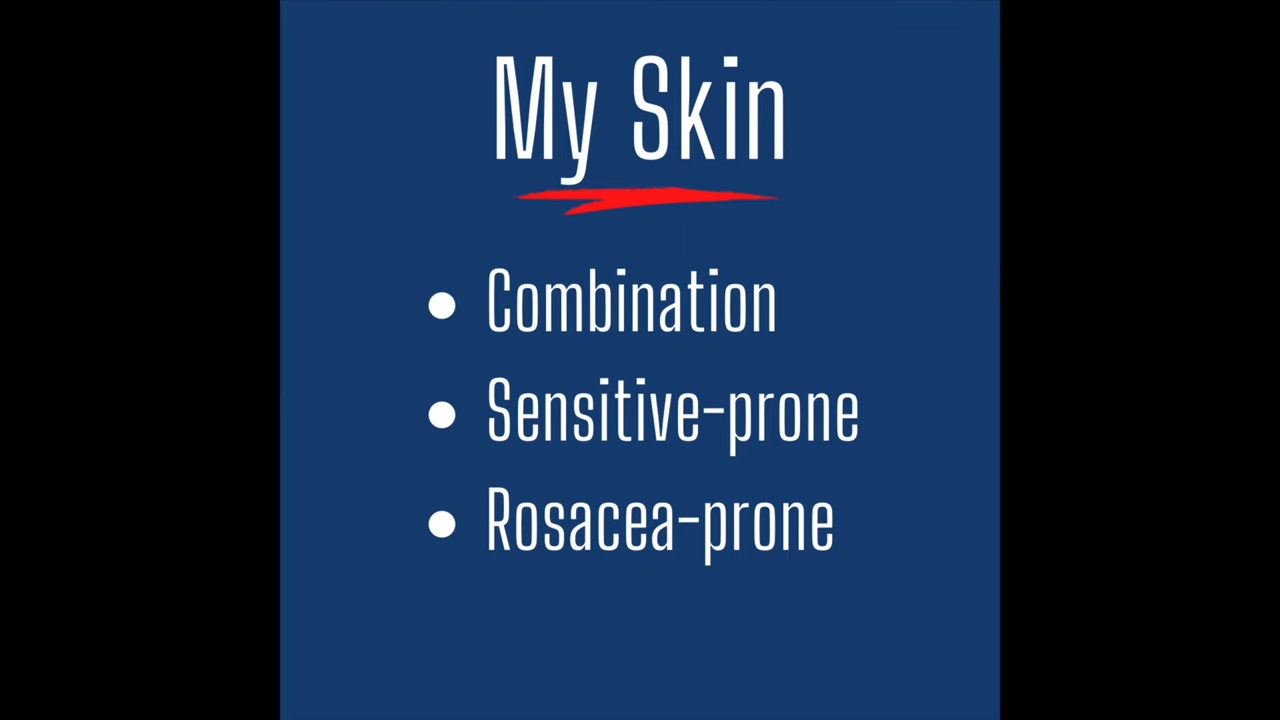 My Skin
• Combination
• Sensitive-prone
• Rosacea-prone